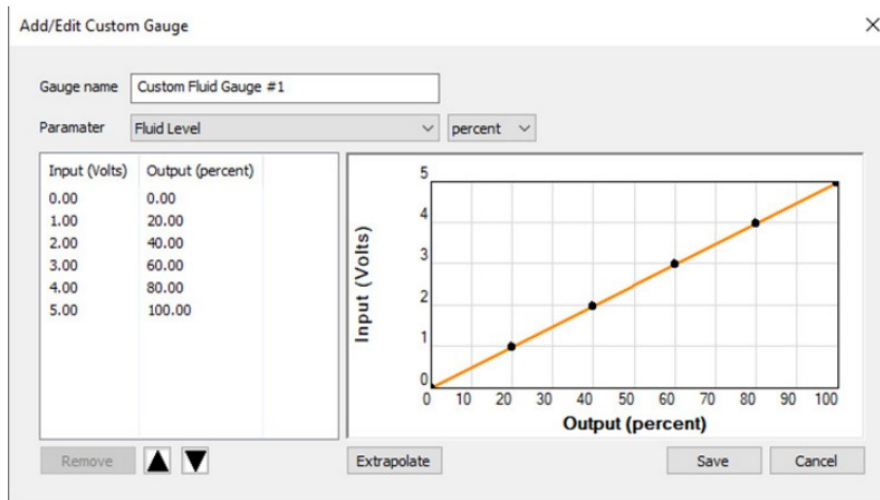 Add/Edit Custom Gauge
Gauge name Custom Fluid Gauge #1
Paramater Fluid Level percent
Input (Volts) Output (percent)
0.00 0.00
1.00 20.00
2.00 40.00
3.00 60.00
4.00 80.00
5.00 100.00
Input (Volts)
5
4
3
2
1
0
0 10 20 30 40 50 60 70 80 90 100
Output (percent)
Remove Extrapolate Save Cancel